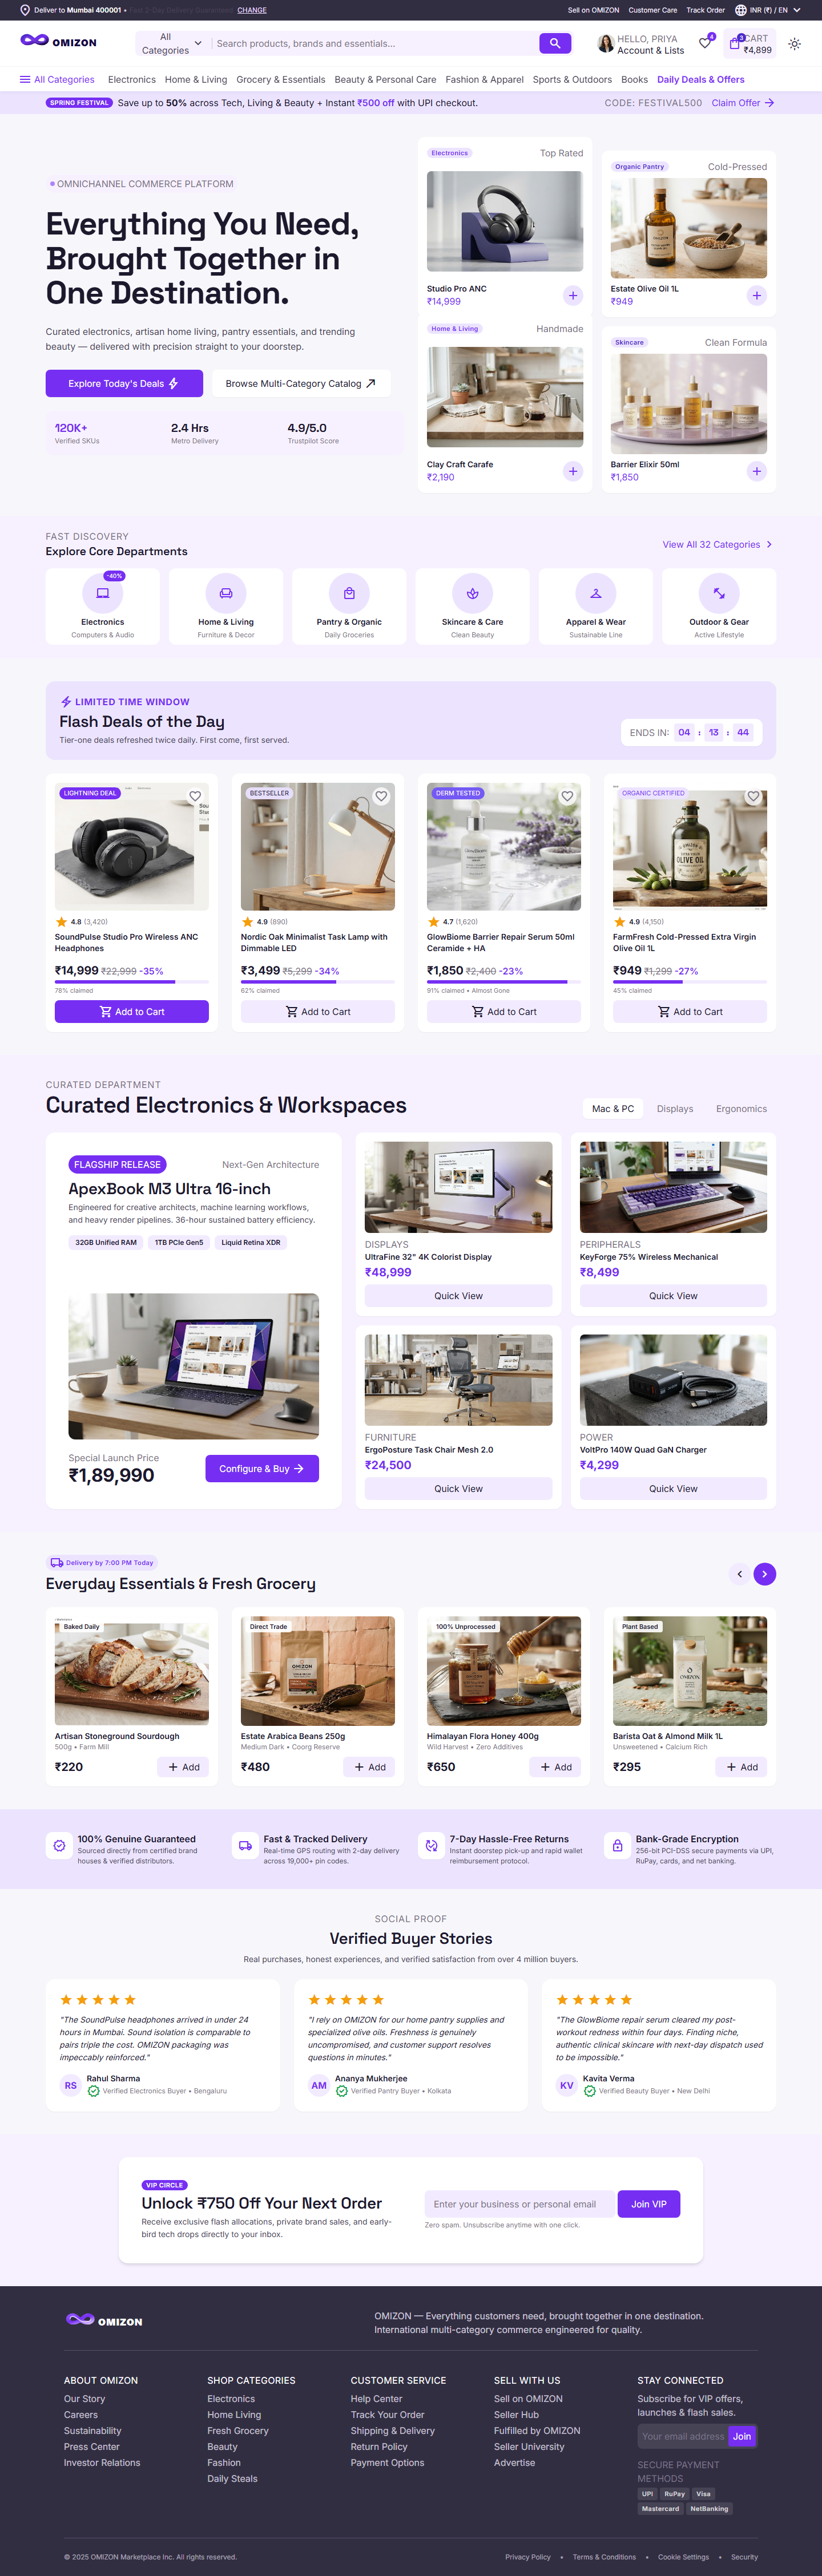 Deliver to Mumbai 400001 • Fast 2-Day Delivery Guaranteed CHANGE
Sell on OMIZON Customer Care Track Order INR (₹) / EN
OMIZON
All Categories
Search products, brands and essentials...
HELLO, PRIYA
Account & Lists
CART
₹4,899
All Categories Electronics Home & Living Grocery & Essentials Beauty & Personal Care Fashion & Apparel Sports & Outdoors Books Daily Deals & Offers
SPRING FESTIVAL Save up to 50% across Tech, Living & Beauty + Instant ₹500 off with UPI checkout.
CODE: FESTIVAL500 Claim Offer
OMNICHANNEL COMMERCE PLATFORM
Everything You Need,
Brought Together in
One Destination.
Curated electronics, artisan home living, pantry essentials, and trending
beauty — delivered with precision straight to your doorstep.
Explore Today's Deals
Browse Multi-Category Catalog
120K+
Verified SKUs
2.4 Hrs
Metro Delivery
4.9/5.0
Trustpilot Score
Electronics Top Rated
Studio Pro ANC
₹14,999
Organic Pantry Cold-Pressed
Estate Olive Oil 1L
₹949
Home & Living Handmade
Clay Craft Carafe
₹2,190
Skincare Clean Formula
Barrier Elixir 50ml
₹1,850
FAST DISCOVERY
Explore Core Departments
View All 32 Categories
-40%
Electronics
Computers & Audio
Home & Living
Furniture & Decor
Pantry & Organic
Daily Groceries
Skincare & Care
Clean Beauty
Apparel & Wear
Sustainable Line
Outdoor & Gear
Active Lifestyle
LIMITED TIME WINDOW
Flash Deals of the Day
Tier-one deals refreshed twice daily. First come, first served.
ENDS IN: 04 : 13 : 44
LIGHTNING DEAL
4.8 (3,420)
SoundPulse Studio Pro Wireless ANC
Headphones
₹14,999 ₹22,999 -35%
78% claimed
Add to Cart
BESTSELLER
4.9 (890)
Nordic Oak Minimalist Task Lamp with
Dimmable LED
₹3,499 ₹5,299 -34%
62% claimed
Add to Cart
DERM TESTED
4.7 (1,620)
GlowBiome Barrier Repair Serum 50ml
Ceramide + HA
₹1,850 ₹2,400 -23%
91% claimed • Almost Gone
Add to Cart
ORGANIC CERTIFIED
OLIVE OIL
4.9 (4,150)
FarmFresh Cold-Pressed Extra Virgin
Olive Oil 1L
₹949 ₹1,299 -27%
45% claimed
Add to Cart
CURATED DEPARTMENT
Curated Electronics & Workspaces
Mac & PC Displays Ergonomics
FLAGSHIP RELEASE Next-Gen Architecture
ApexBook M3 Ultra 16-inch
Engineered for creative architects, machine learning workflows,
and heavy render pipelines. 36-hour sustained battery efficiency.
32GB Unified RAM 1TB PCIe Gen5 Liquid Retina XDR
Special Launch Price
₹1,89,990
Configure & Buy
DISPLAYS
UltraFine 32" 4K Colorist Display
₹48,999
Quick View
PERIPHERALS
KeyForge 75% Wireless Mechanical
₹8,499
Quick View
FURNITURE
ErgoPosture Task Chair Mesh 2.0
₹24,500
Quick View
POWER
VoltPro 140W Quad GaN Charger
₹4,299
Quick View
Delivery by 7:00 PM Today
Everyday Essentials & Fresh Grocery
Baked Daily
Artisan Stoneground Sourdough
500g • Farm Mill
₹220
Add
Direct Trade
OMIZON
Estate Arabica Beans 250g
Medium Dark • Coorg Reserve
₹480
Add
100% Unprocessed
Himalayan Flora Honey 400g
Wild Harvest • Zero Additives
₹650
Add
Plant Based
OMIZON
Barista Oat & Almond Milk 1L
Unsweetened • Calcium Rich
₹295
Add
100% Genuine Guaranteed
Sourced directly from certified brand
houses & verified distributors.
Fast & Tracked Delivery
Real-time GPS routing with 2-day delivery
across 19,000+ pin codes.
7-Day Hassle-Free Returns
Instant doorstep pick-up and rapid wallet
reimbursement protocol.
Bank-Grade Encryption
256-bit PCI-DSS secure payments via UPI,
RuPay, cards, and net banking.
SOCIAL PROOF
Verified Buyer Stories
Real purchases, honest experiences, and verified satisfaction from over 4 million buyers.
"The SoundPulse headphones arrived in under 24
hours in Mumbai. Sound isolation is comparable to
pairs triple the cost. OMIZON packaging was
impeccably reinforced."
RS
Rahul Sharma
Verified Electronics Buyer • Bengaluru
"I rely on OMIZON for our home pantry supplies and
specialized olive oils. Freshness is genuinely
uncompromised, and customer support resolves
questions in minutes."
AM
Ananya Mukherjee
Verified Pantry Buyer • Kolkata
"The GlowBiome repair serum cleared my post-
workout redness within four days. Finding niche,
authentic clinical skincare with next-day dispatch used
to be impossible."
KV
Kavita Verma
Verified Beauty Buyer • New Delhi
VIP CIRCLE
Unlock ₹750 Off Your Next Order
Receive exclusive flash allocations, private brand sales, and early-
bird tech drops directly to your inbox.
Enter your business or personal email
Join VIP
Zero spam. Unsubscribe anytime with one click.
OMIZON
OMIZON — Everything customers need, brought together in one destination.
International multi-category commerce engineered for quality.
ABOUT OMIZON
Our Story
Careers
Sustainability
Press Center
Investor Relations
SHOP CATEGORIES
Electronics
Home Living
Fresh Grocery
Beauty
Fashion
Daily Steals
CUSTOMER SERVICE
Help Center
Track Your Order
Shipping & Delivery
Return Policy
Payment Options
SELL WITH US
Sell on OMIZON
Seller Hub
Fulfilled by OMIZON
Seller University
Advertise
STAY CONNECTED
Subscribe for VIP offers,
launches & flash sales.
Your email address Join
SECURE PAYMENT
METHODS
UPI RuPay Visa
Mastercard NetBanking
© 2025 OMIZON Marketplace Inc. All rights reserved.
Privacy Policy • Terms & Conditions • Cookie Settings • Security